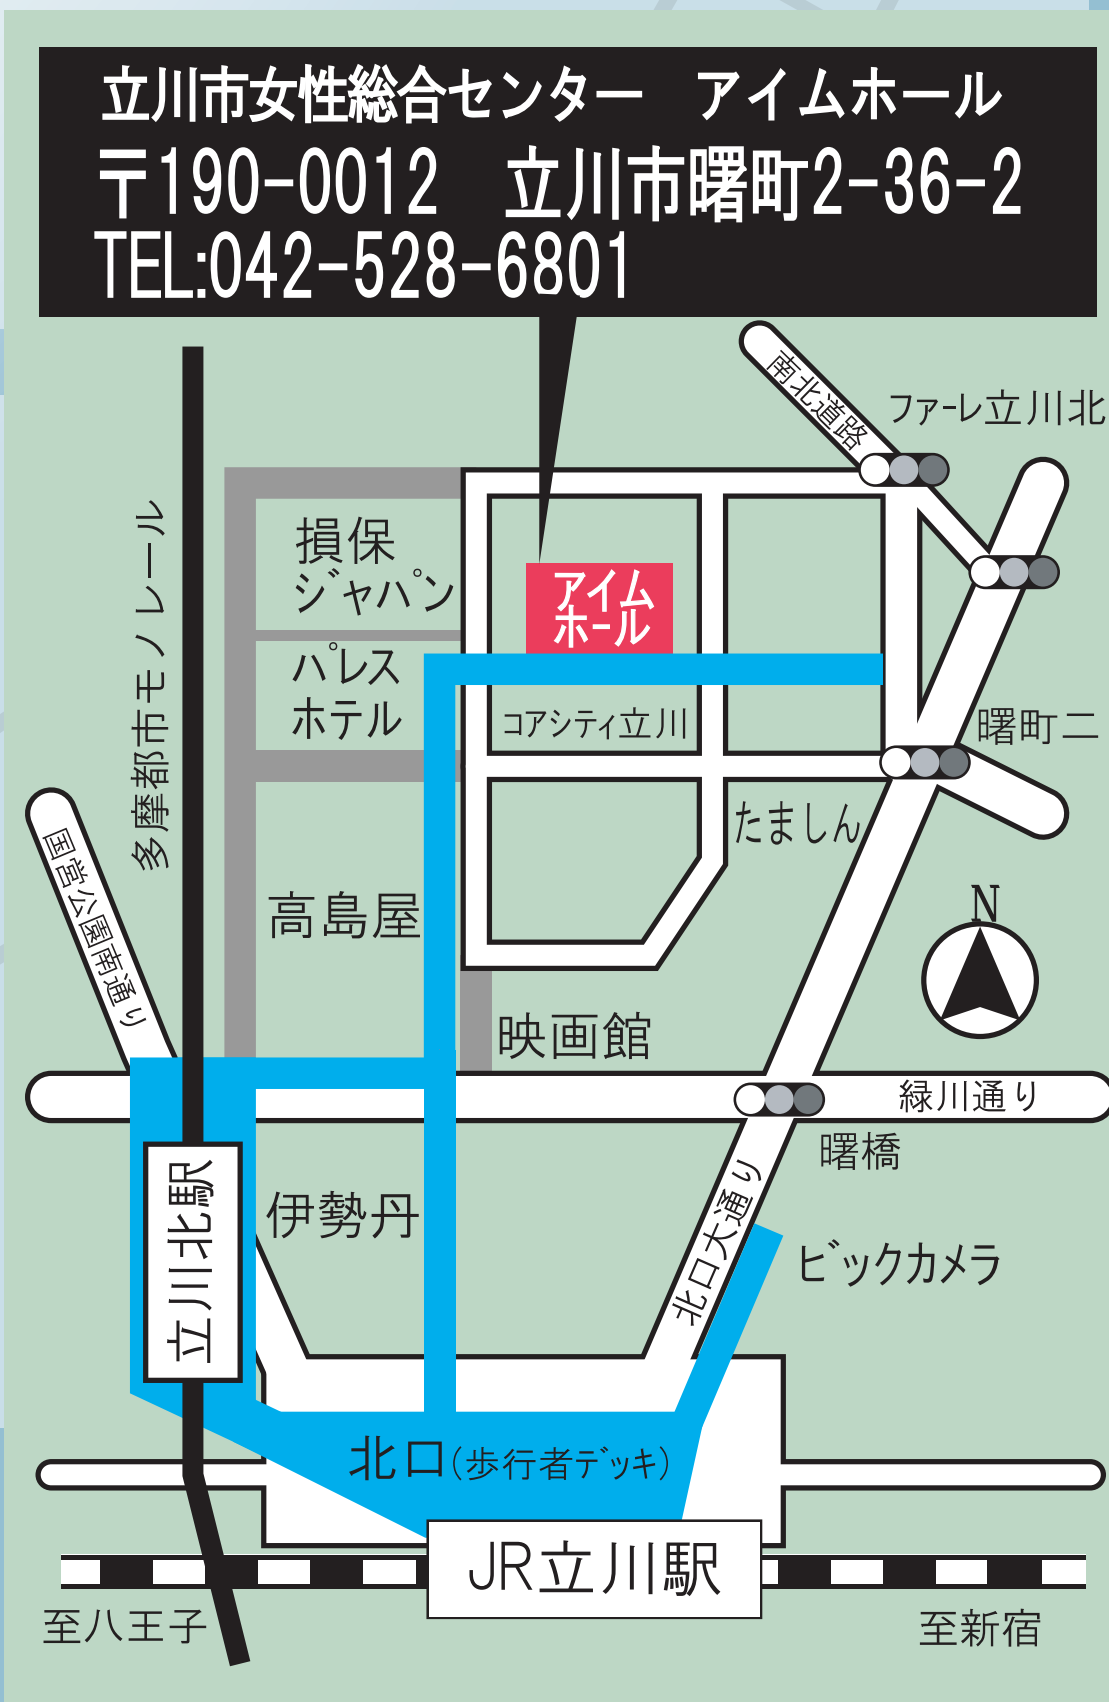 立川市女性総合センター　アイムホール
〒190-0012　立川市曙町2-36-2
TEL:042-528-6801
南北道路
ファーレ立川北
多摩都市モノレール
損保
ジャパン
アイム
ホール
パレス
ホテル
コアシティ立川
曙町二
たましん
国営公園南通り
高島屋
N
映画館
緑川通り
曙橋
立川北駅
伊勢丹
北口大通り
ビックカメラ
北口(歩行者デッキ)
JR立川駅
至八王子
至新宿